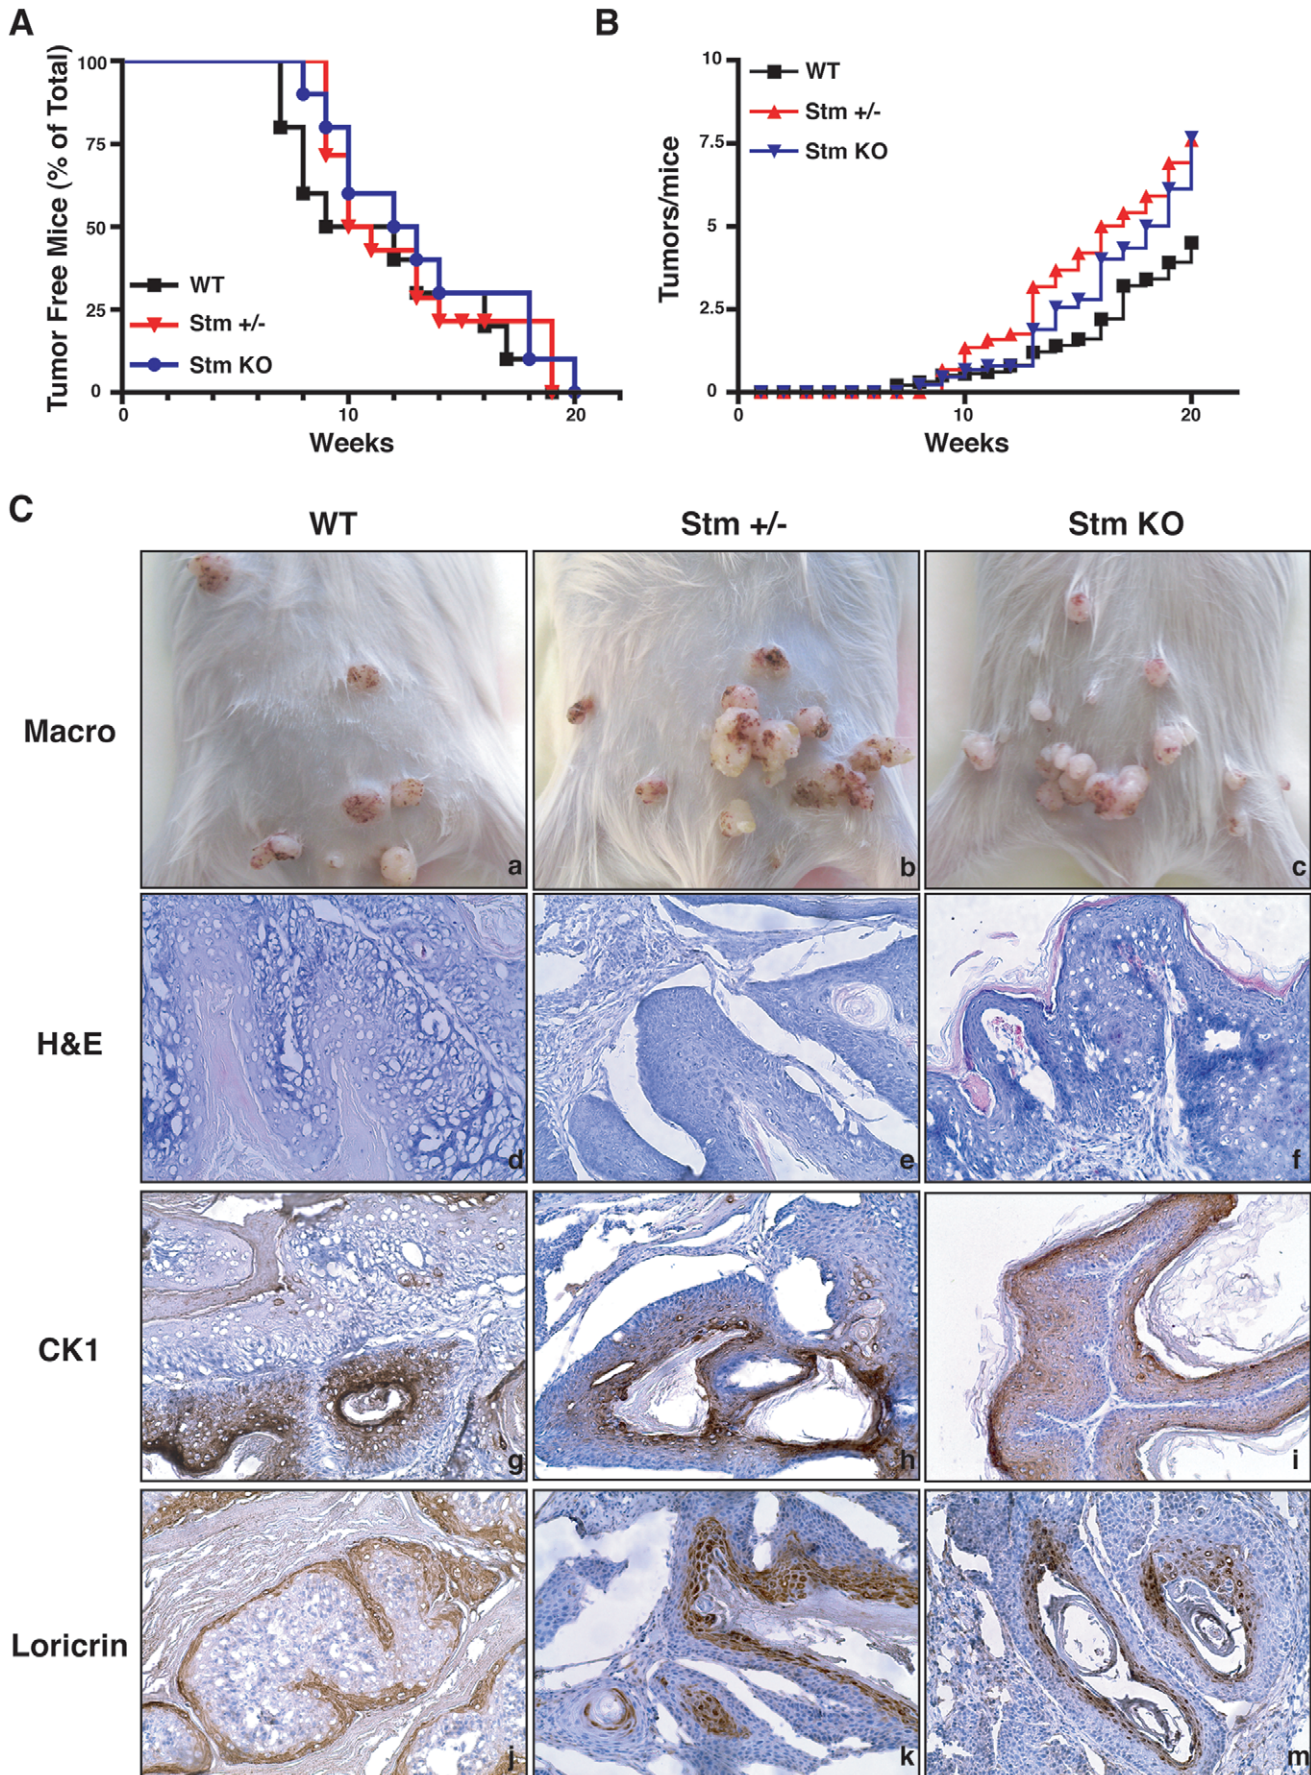 A
B
Tumor Free Mice (% of Total)
100
75
50
25
0
WT
Stm +/-
Stm KO
0
10
20
Weeks
Tumors/mice
10
7.5
5
2.5
0
WT
Stm +/-
Stm KO
0
10
20
Weeks
C
WT
Stm +/-
Stm KO
Macro
a
b
c
H&E
d
e
f
CK1
g
h
i
Loricrin
j
k
m